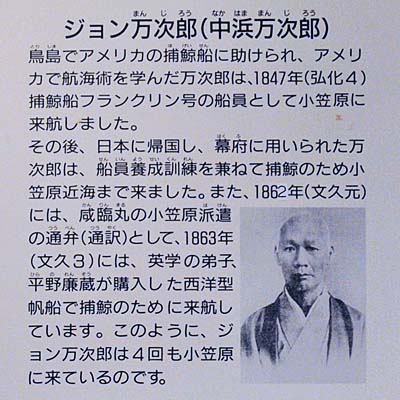 ジョン万次郎(中浜万次郎)
鳥島でアメリカの捕鯨船に助けられ、アメリ
カで航海術を学んだ万次郎は、1847年(弘化4)
捕鯨船フランクリン号の船員として小笠原に
来航しました。
その後、日本に帰国し、幕府に用いられた万
次郎は、船員養成訓練を兼ねて捕鯨のため小
笠原近海まで来ました。また、1862年(文久元)
には、咸臨丸の小笠原派遣
の通弁(通訳)として、1863年
(文久3)には、英学の弟子、
平野廉蔵が購入した西洋型
帆船で捕鯨のために来航し
ています。このように、ジ
ョン万次郎は4回も小笠原
に来ているのです。